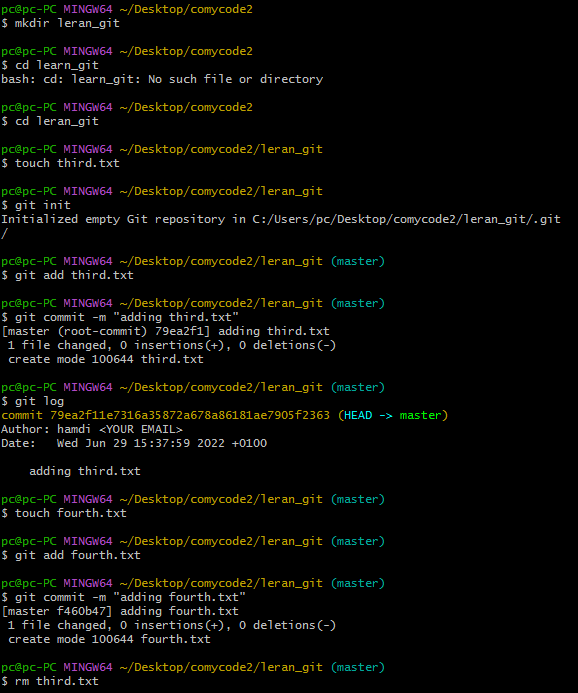 pc@pc-PC MINGW64 ~/Desktop/comycode2
$ mkdir leran_git
pc@pc-PC MINGW64 ~/Desktop/comycode2
$ cd learn_git
bash: cd: learn_git: No such file or directory
pc@pc-PC MINGW64 ~/Desktop/comycode2
$ cd leran_git
pc@pc-PC MINGW64 ~/Desktop/comycode2/leran_git
$ touch third.txt
pc@pc-PC MINGW64 ~/Desktop/comycode2/leran_git
$ git init
Initialized empty Git repository in C:/Users/pc/Desktop/comycode2/leran_git/.git
/
pc@pc-PC MINGW64 ~/Desktop/comycode2/leran_git (master)
$ git add third.txt
pc@pc-PC MINGW64 ~/Desktop/comycode2/leran_git (master)
$ git commit -m "adding third.txt"
[master (root-commit) 79ea2f1] adding third.txt
 1 file changed, 0 insertions(+), 0 deletions(-)
 create mode 100644 third.txt
pc@pc-PC MINGW64 ~/Desktop/comycode2/leran_git (master)
$ git log
commit 79ea2f11e7316a35872a678a86181ae7905f2363 (HEAD -> master)
Author: hamdi <YOUR EMAIL>
Date:   Wed Jun 29 15:37:59 2022 +0100
    adding third.txt
pc@pc-PC MINGW64 ~/Desktop/comycode2/leran_git (master)
$ touch fourth.txt
pc@pc-PC MINGW64 ~/Desktop/comycode2/leran_git (master)
$ git add fourth.txt
pc@pc-PC MINGW64 ~/Desktop/comycode2/leran_git (master)
$ git commit -m "adding fourth.txt"
[master f460b47] adding fourth.txt
 1 file changed, 0 insertions(+), 0 deletions(-)
 create mode 100644 fourth.txt
pc@pc-PC MINGW64 ~/Desktop/comycode2/leran_git (master)
$ rm third.txt